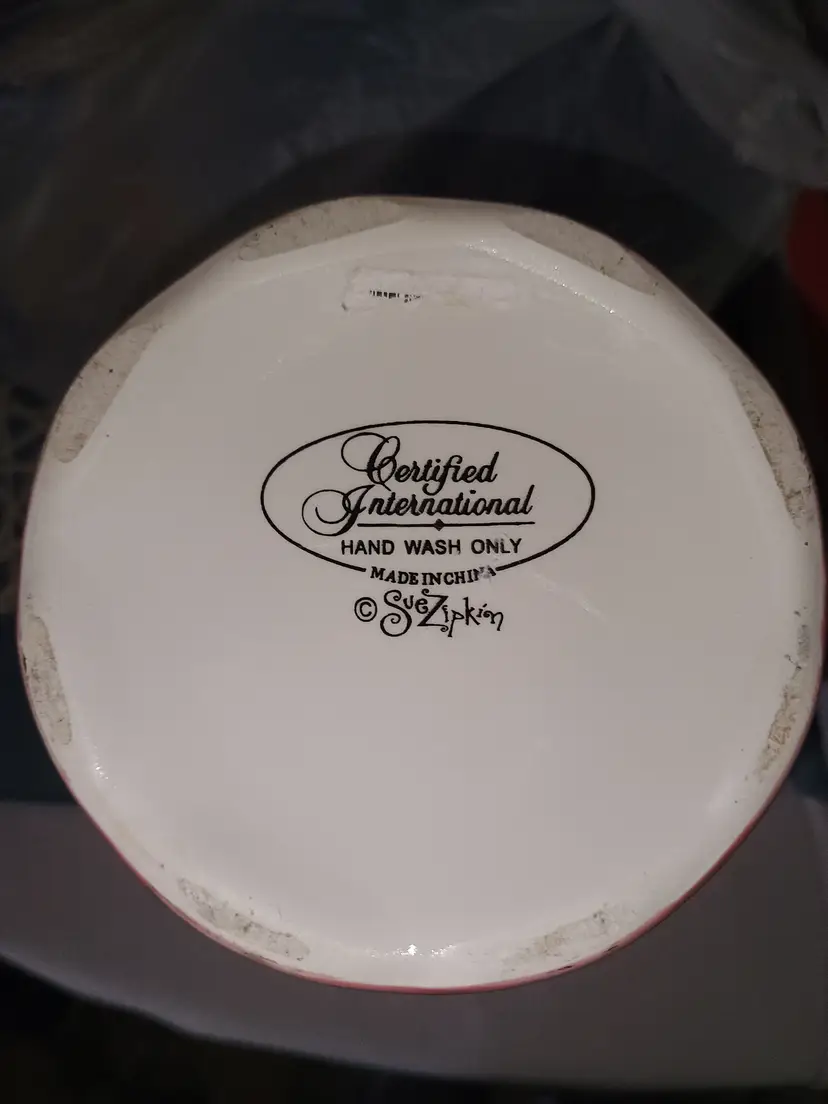 Certified
International
HAND WASH ONLY
MADE IN CHINA
© Sue Zipkin